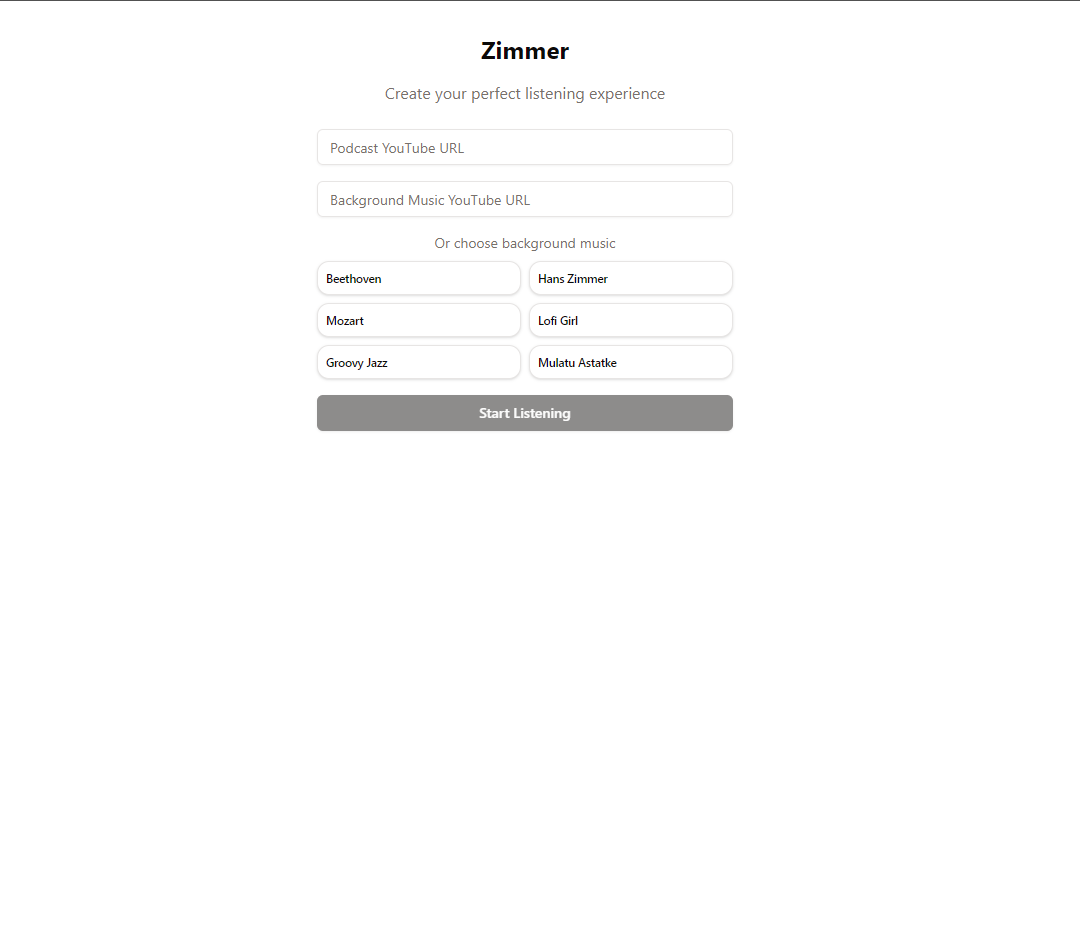 Zimmer
Create your perfect listening experience
Podcast YouTube URL
Background Music YouTube URL
Or choose background music
Beethoven
Hans Zimmer
Mozart
Lofi Girl
Groovy Jazz
Mulatu Astatke
Start Listening